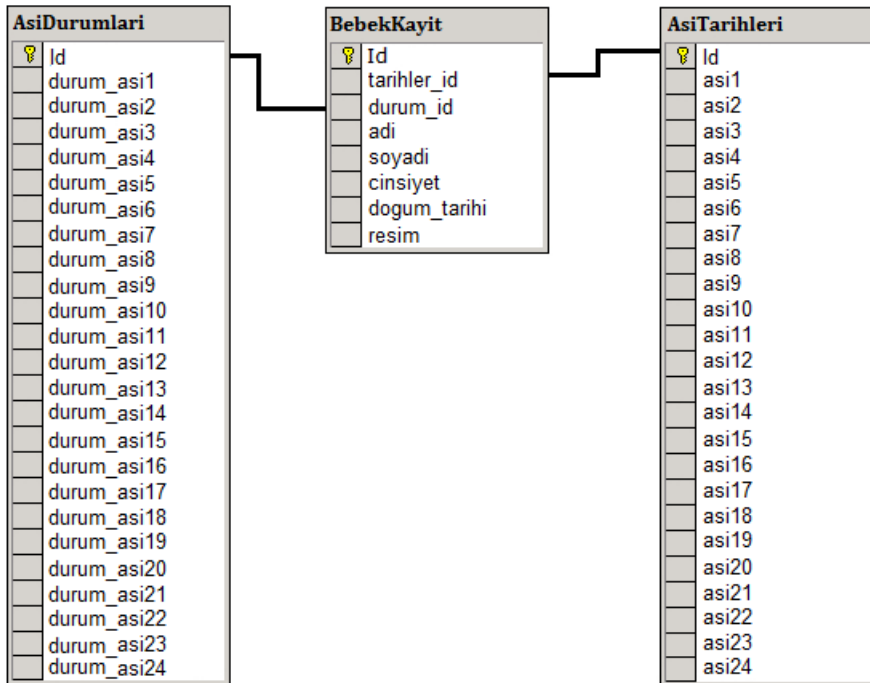 AsiDurumlari
Id
durum_asi1
durum_asi2
durum_asi3
durum_asi4
durum_asi5
durum_asi6
durum_asi7
durum_asi8
durum_asi9
durum_asi10
durum_asi11
durum_asi12
durum_asi13
durum_asi14
durum_asi15
durum_asi16
durum_asi17
durum_asi18
durum_asi19
durum_asi20
durum_asi21
durum_asi22
durum_asi23
durum_asi24
BebekKayit
Id
tarihler_id
durum_id
adi
soyadi
cinsiyet
dogum_tarihi
resim
AsiTarihleri
Id
asi1
asi2
asi3
asi4
asi5
asi6
asi7
asi8
asi9
asi10
asi11
asi12
asi13
asi14
asi15
asi16
asi17
asi18
asi19
asi20
asi21
asi22
asi23
asi24